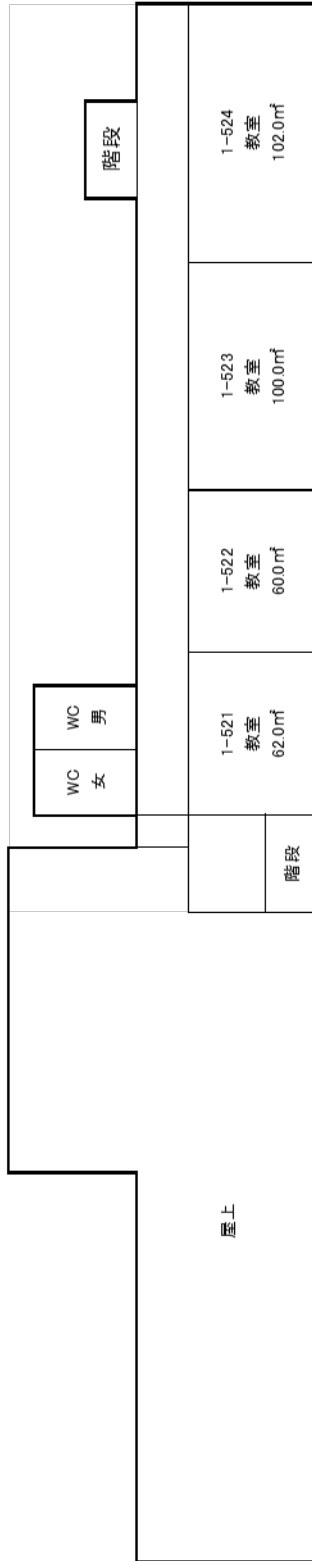 階段
1-524
教室
102.0㎡
1-523
教室
100.0㎡
1-522
教室
60.0㎡
WC
男
WC
女
1-521
教室
62.0㎡
階段
屋上